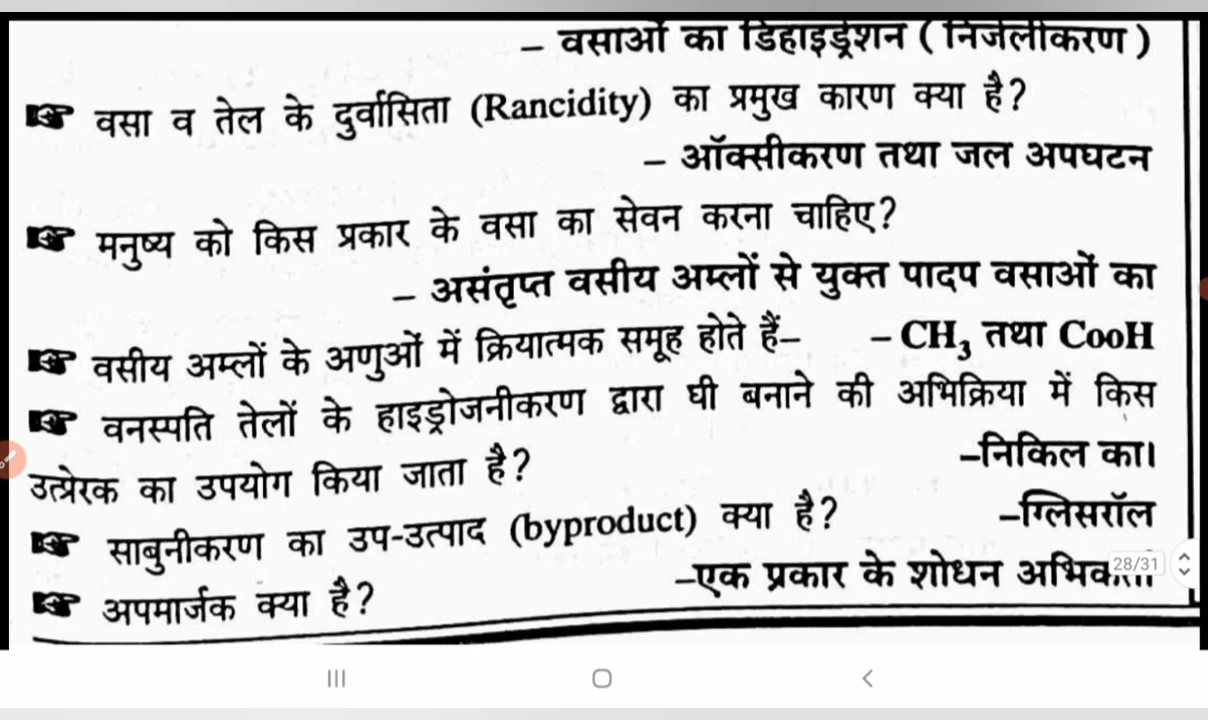 – वसाओं का डिहाइड्रेशन ( निर्जलीकरण )
वसा व तेल के दुर्वासिता (Rancidity) का प्रमुख कारण क्या है?
– ऑक्सीकरण तथा जल अपघटन
मनुष्य को किस प्रकार के वसा का सेवन करना चाहिए?
– असंतृप्त वसीय अम्लों से युक्त पादप वसाओं का
वसीय अम्लों के अणुओं में क्रियात्मक समूह होते हैं– – CH₃ तथा CooH
वनस्पति तेलों के हाइड्रोजनीकरण द्वारा घी बनाने की अभिक्रिया में किस
उत्प्रेरक का उपयोग किया जाता है? –निकिल का।
साबुनीकरण का उप-उत्पाद (byproduct) क्या है? –ग्लिसरॉल
अपमार्जक क्या है? –एक प्रकार के शोधन
28/31